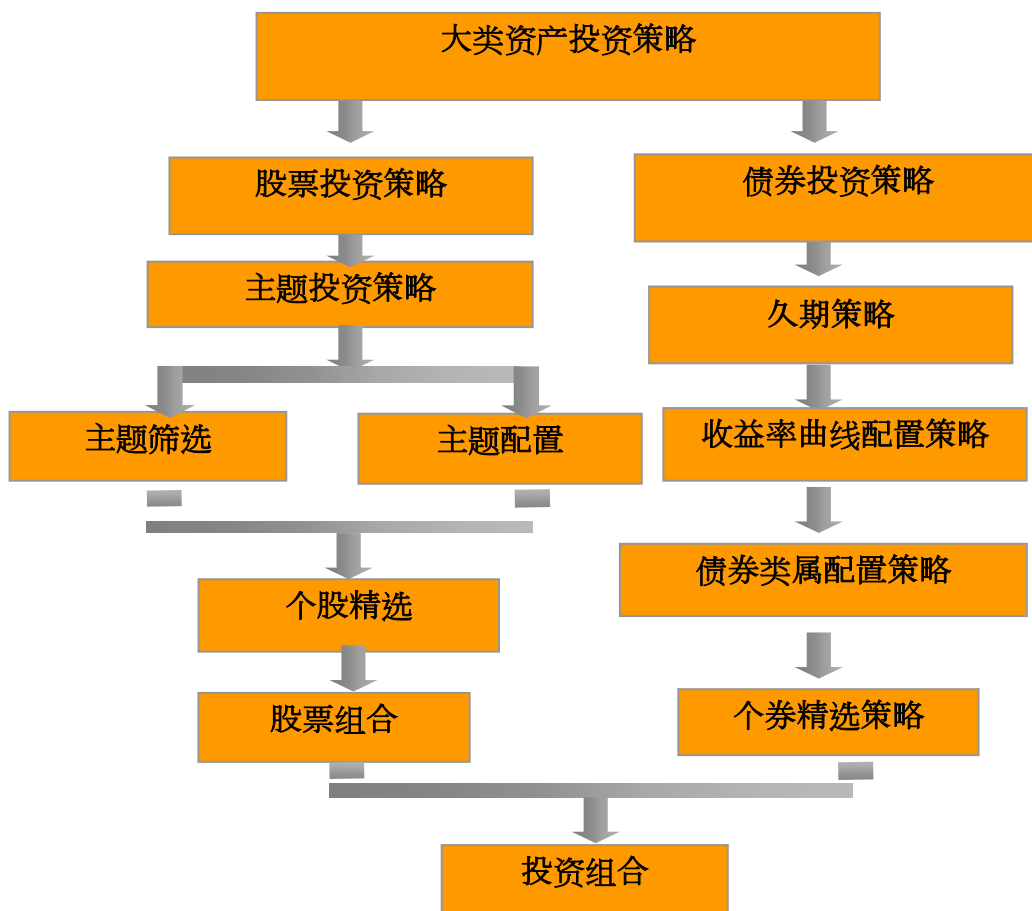 大类资产投资策略
股票投资策略
债券投资策略
主题投资策略
久期策略
主题筛选
主题配置
收益率曲线配置策略
债券类属配置策略
个股精选
股票组合
个券精选策略
投资组合